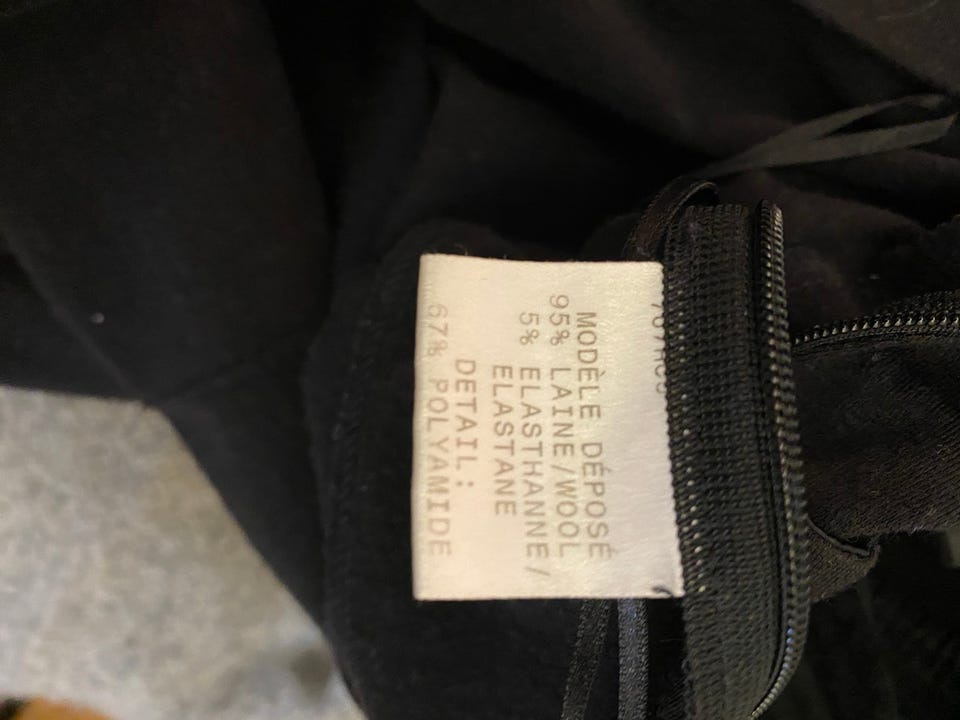 MODÈLE DÉPOSÉ
95% LAINE/WOOL
5% ELASTHANNE/
ELASTANE
DETAIL:
67% POLYAMIDE